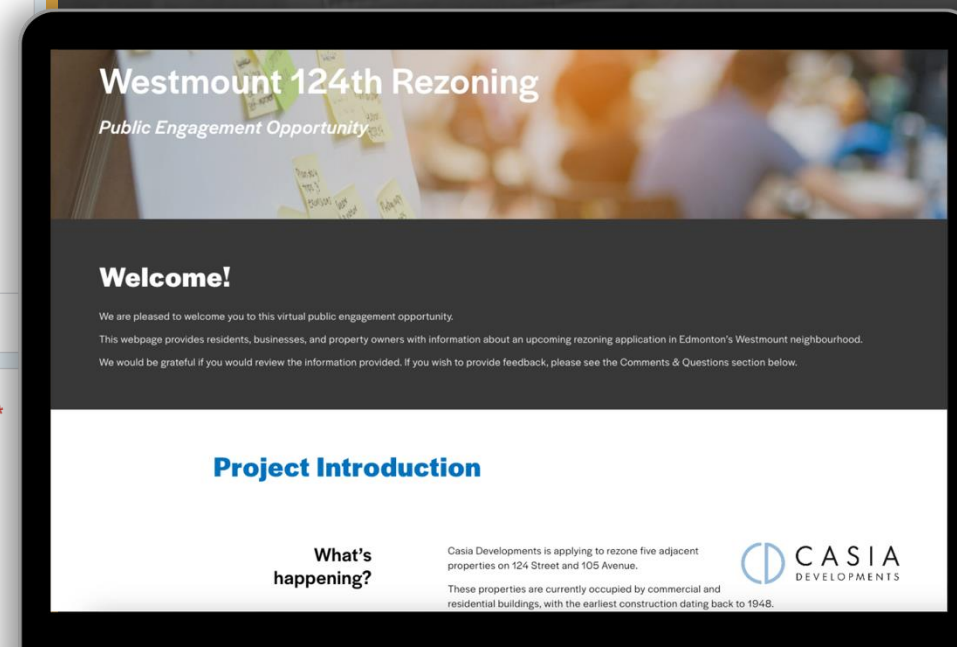 Westmount 124th Rezoning
Public Engagement Opportunity
Welcome!
We are pleased to welcome you to this virtual public engagement opportunity.
This webpage provides residents, businesses, and property owners with information about an upcoming rezoning application in Edmonton's Westmount neighbourhood.
We would be grateful if you would review the information provided. If you wish to provide feedback, please see the Comments & Questions section below.
Project Introduction
What's
happening?
Casia Developments is applying to rezone five adjacent
properties on 124 Street and 105 Avenue.
These properties are currently occupied by commercial and
residential buildings, with the earliest construction dating back to 1948.
CASIA
DEVELOPMENTS